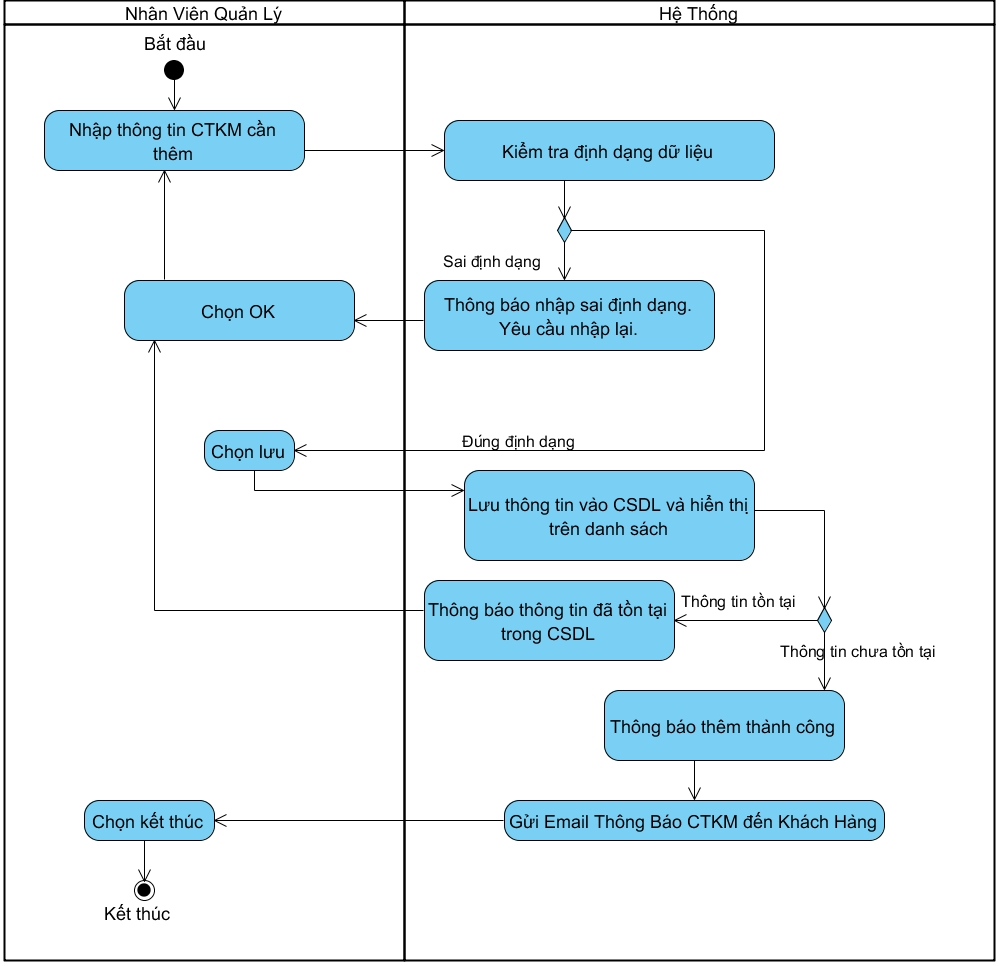 Nhân Viên Quản Lý
Hệ Thống
Bắt đầu
Nhập thông tin CTKM cần
thêm
Kiểm tra định dạng dữ liệu
Sai định dạng
Chọn OK
Thông báo nhập sai định dạng.
Yêu cầu nhập lại.
Đúng định dạng
Chọn lưu
Lưu thông tin vào CSDL và hiển thị
trên danh sách
Thông báo thông tin đã tồn tại
trong CSDL
Thông tin tồn tại
Thông tin chưa tồn tại
Thông báo thêm thành công
Chọn kết thúc
Gửi Email Thông Báo CTKM đến Khách Hảng
Kết thúc